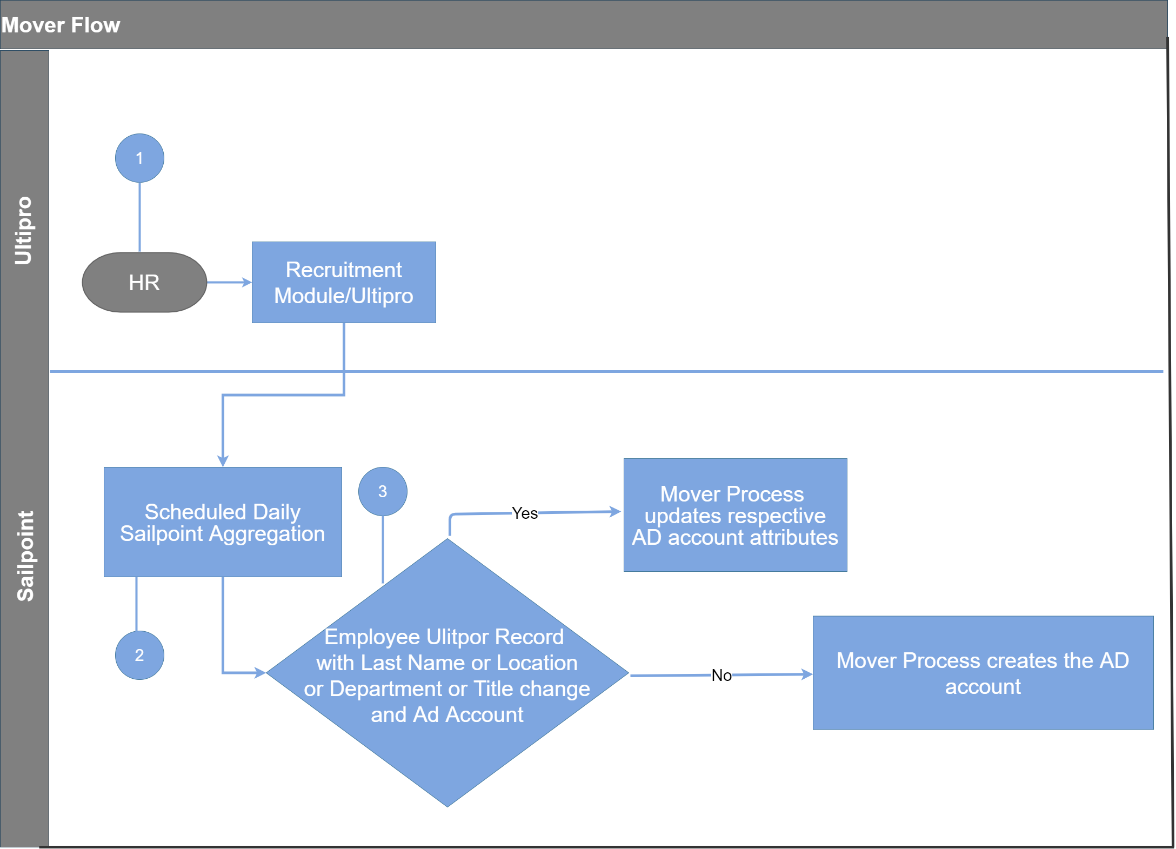 Mover Flow
Ultipro
1
HR
Recruitment
Module/Ultipro
Sailpoint
Scheduled Daily
Sailpoint Aggregation
2
3
Employee Ulitpor Record
with Last Name or Location
or Department or Title change
and Ad Account
Yes
Mover Process
updates respective
AD account attributes
No
Mover Process creates the AD
account